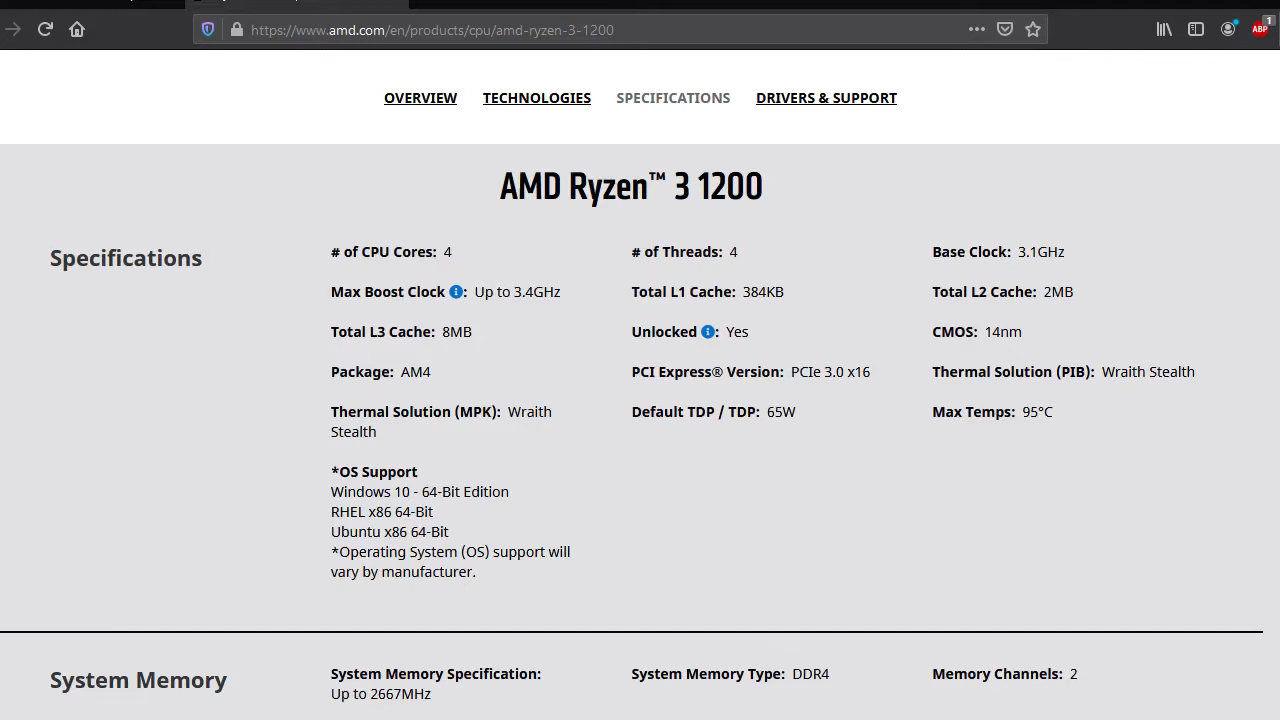 https://www.amd.com/en/products/cpu/amd-ryzen-3-1200
1
ABP
OVERVIEW TECHNOLOGIES SPECIFICATIONS DRIVERS & SUPPORT
AMD Ryzen™ 3 1200
Specifications
# of CPU Cores: 4 # of Threads: 4 Base Clock: 3.1GHz
Max Boost Clock i: Up to 3.4GHz Total L1 Cache: 384KB Total L2 Cache: 2MB
Total L3 Cache: 8MB Unlocked i: Yes CMOS: 14nm
Package: AM4 PCI Express® Version: PCIe 3.0 x16 Thermal Solution (PIB): Wraith Stealth
Thermal Solution (MPK): Wraith Default TDP / TDP: 65W Max Temps: 95°C
Stealth
*OS Support
Windows 10 - 64-Bit Edition
RHEL x86 64-Bit
Ubuntu x86 64-Bit
*Operating System (OS) support will
vary by manufacturer.
System Memory
System Memory Specification: System Memory Type: DDR4 Memory Channels: 2
Up to 2667MHz